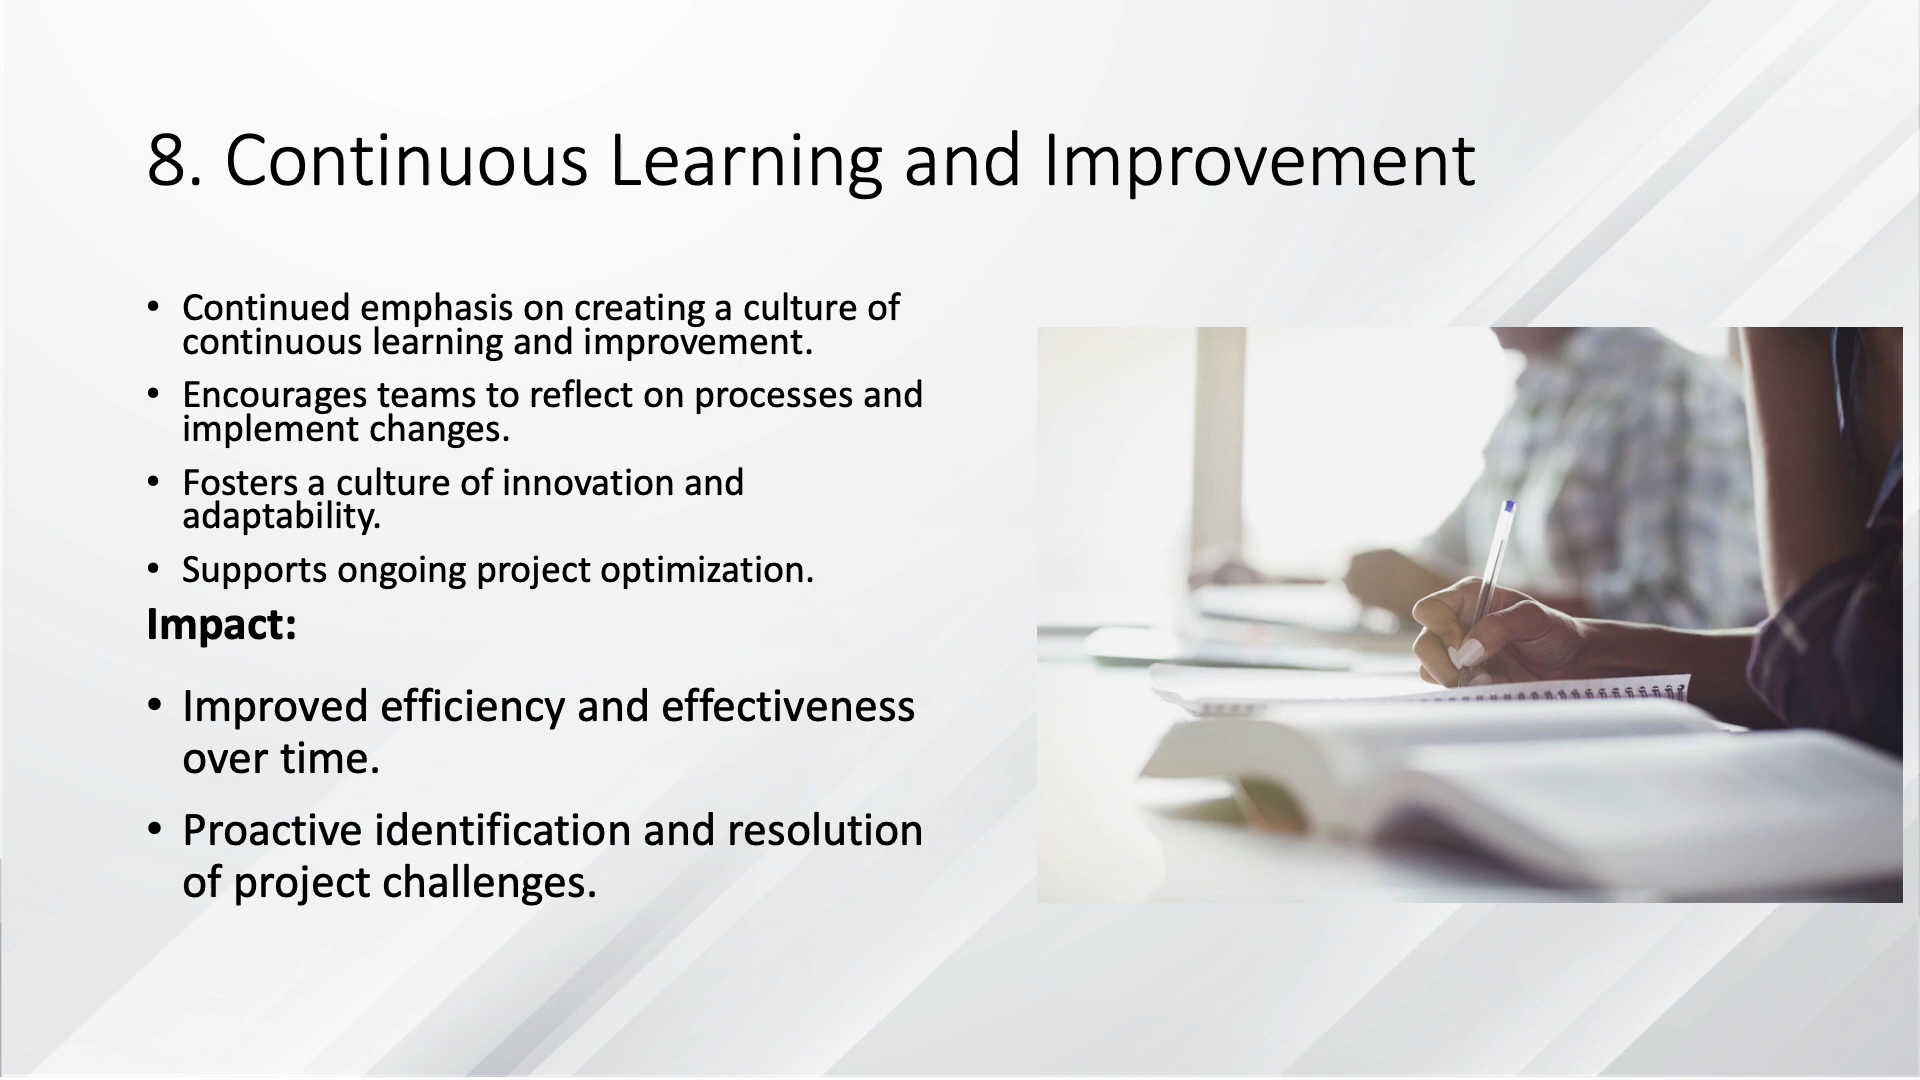 8. Continuous Learning and Improvement
• Continued emphasis on creating a culture of
continuous learning and improvement.
• Encourages teams to reflect on processes and
implement changes.
• Fosters a culture of innovation and
adaptability.
• Supports ongoing project optimization.
Impact:
• Improved efficiency and effectiveness
over time.
• Proactive identification and resolution
of project challenges.